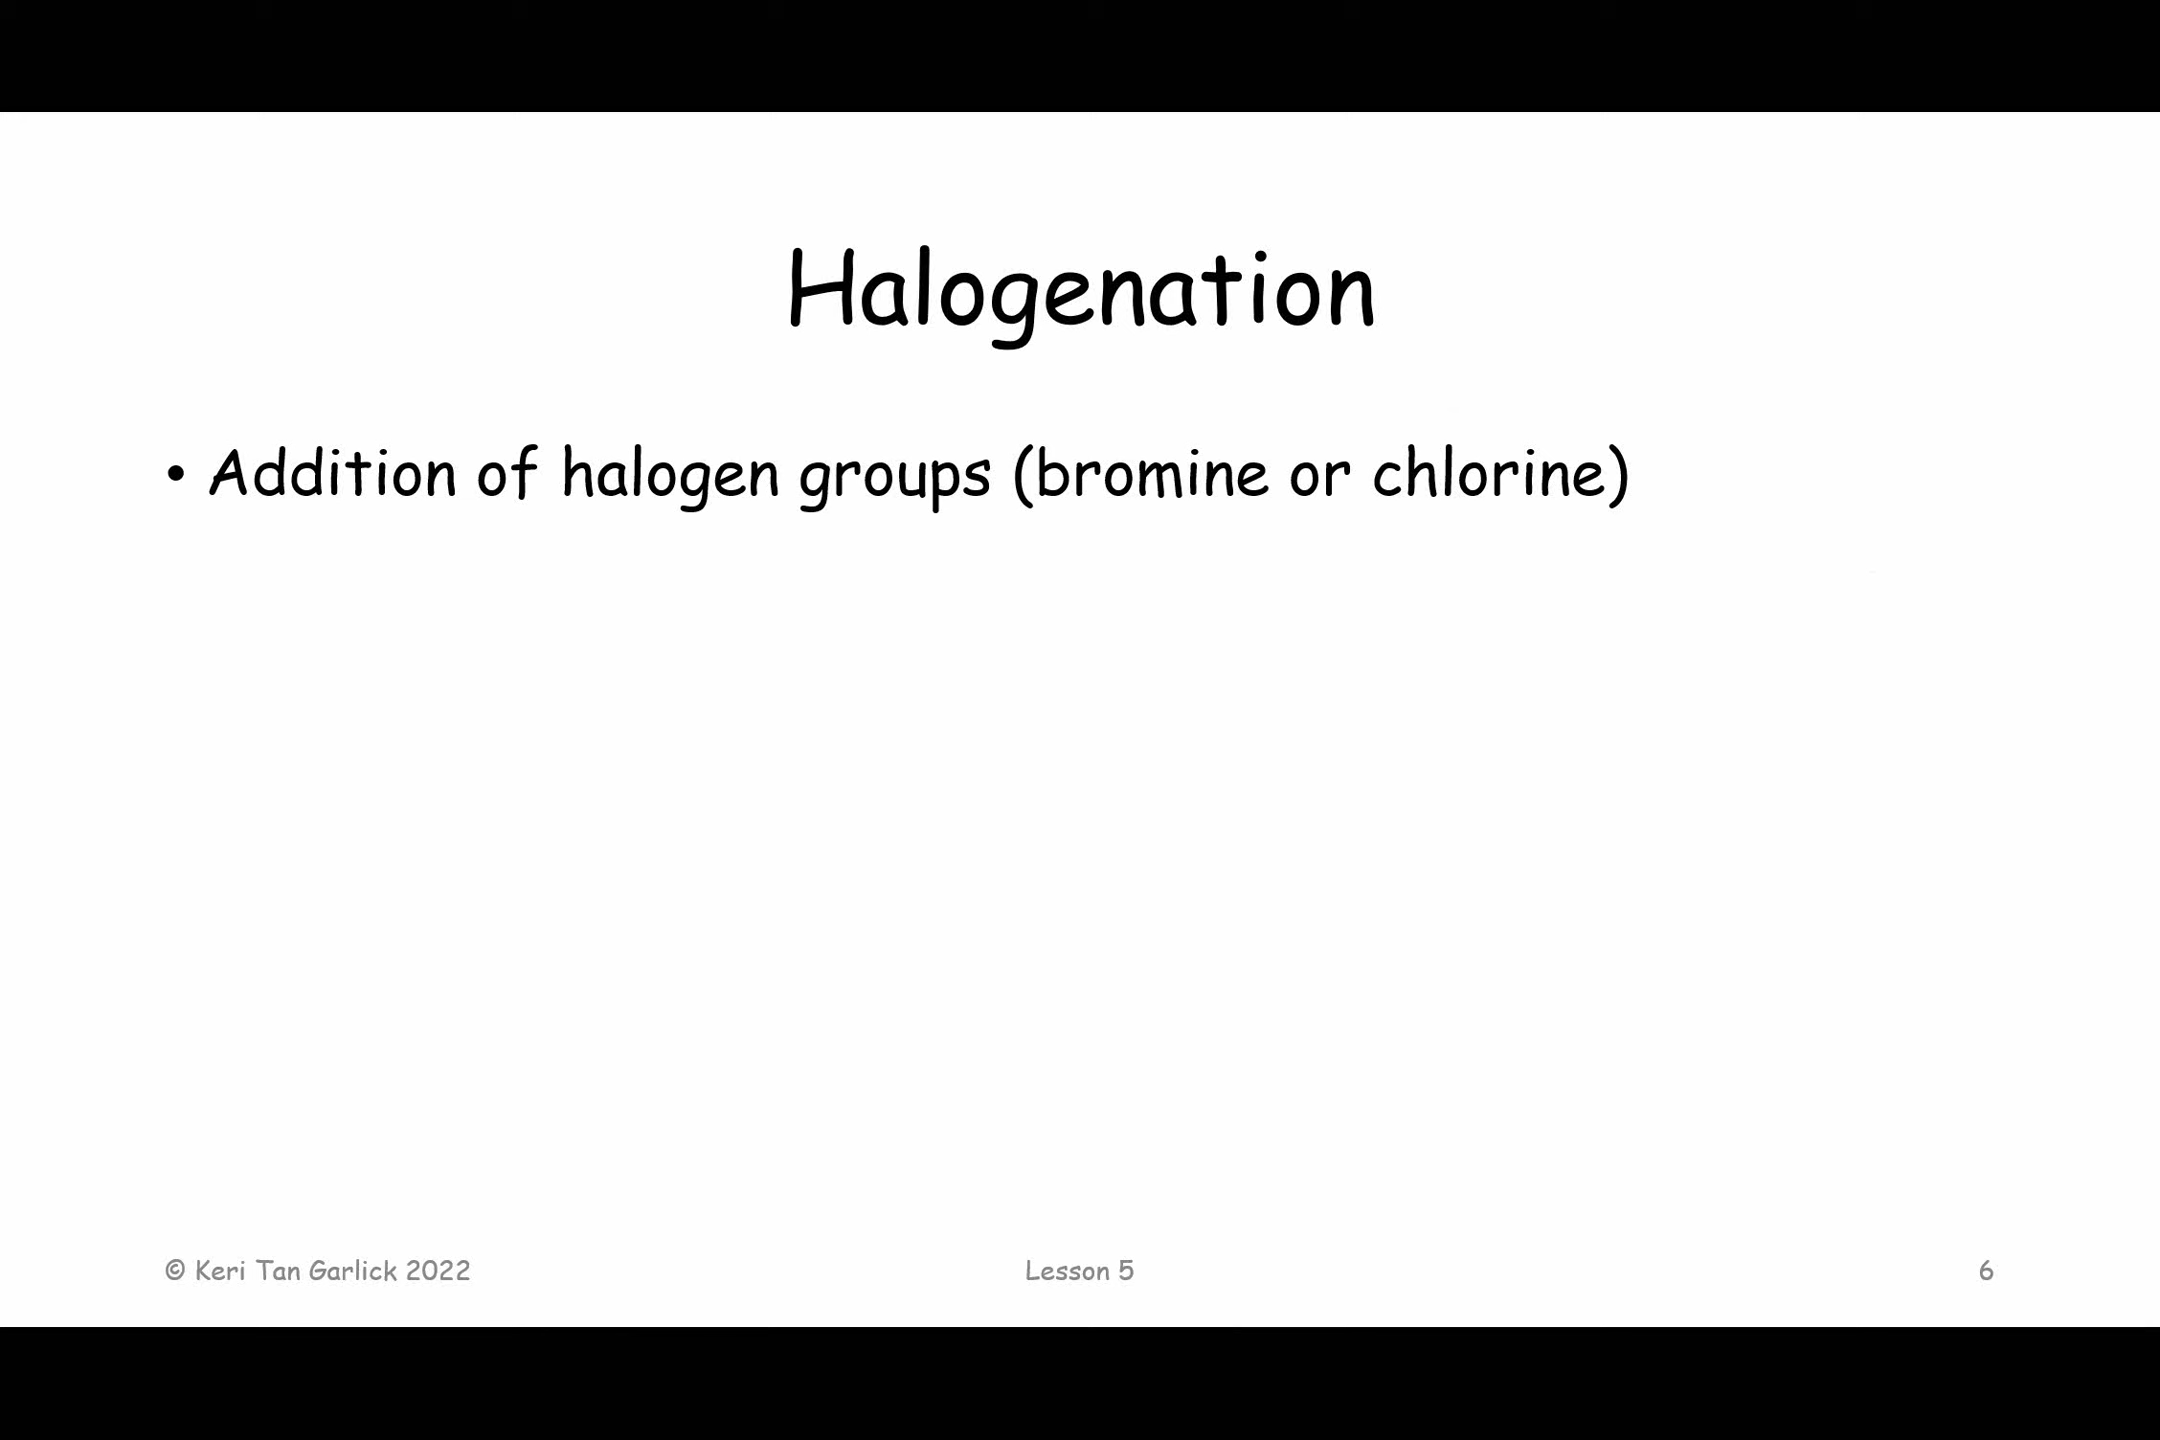 Halogenation
• Addition of halogen groups (bromine or chlorine)
© Keri Tan Garlick 2022
Lesson 5
6